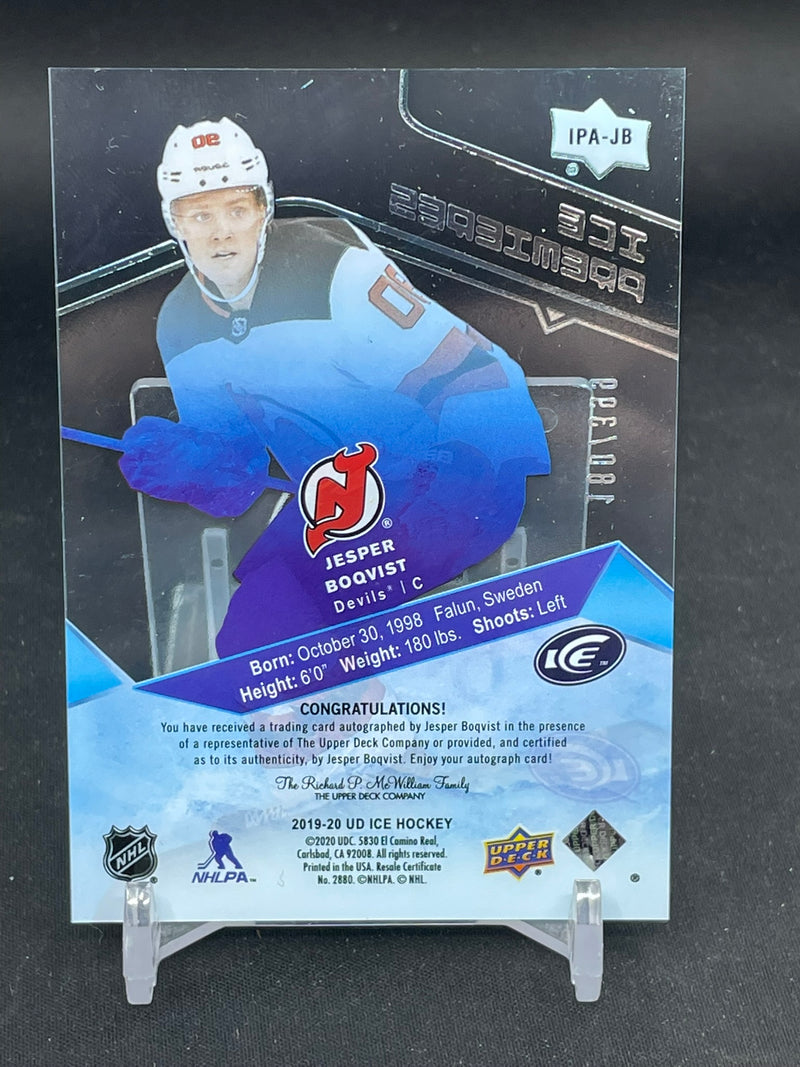 IPA-JB
ICE
PREMIERES
JESPER
BOQVIST
Devils® | C
Born: October 30, 1998 Falun, Sweden
Height: 6'0" Weight: 180 lbs. Shoots: Left
ICE™
CONGRATULATIONS!
You have received a trading card autographed by Jesper Boqvist in the presence
of a representative of The Upper Deck Company or provided, and certified
as to its authenticity, by Jesper Boqvist. Enjoy your autograph card!
The Richard P. McWilliam Family
THE UPPER DECK COMPANY
2019-20 UD ICE HOCKEY
©2020 UDC. 5830 El Camino Real,
Carlsbad, CA 92008. All rights reserved.
Printed in the USA. Resale Certificate
No. 2880. ©NHLPA. © NHL.
NHL®
NHLPA™
UPPER
DECK®